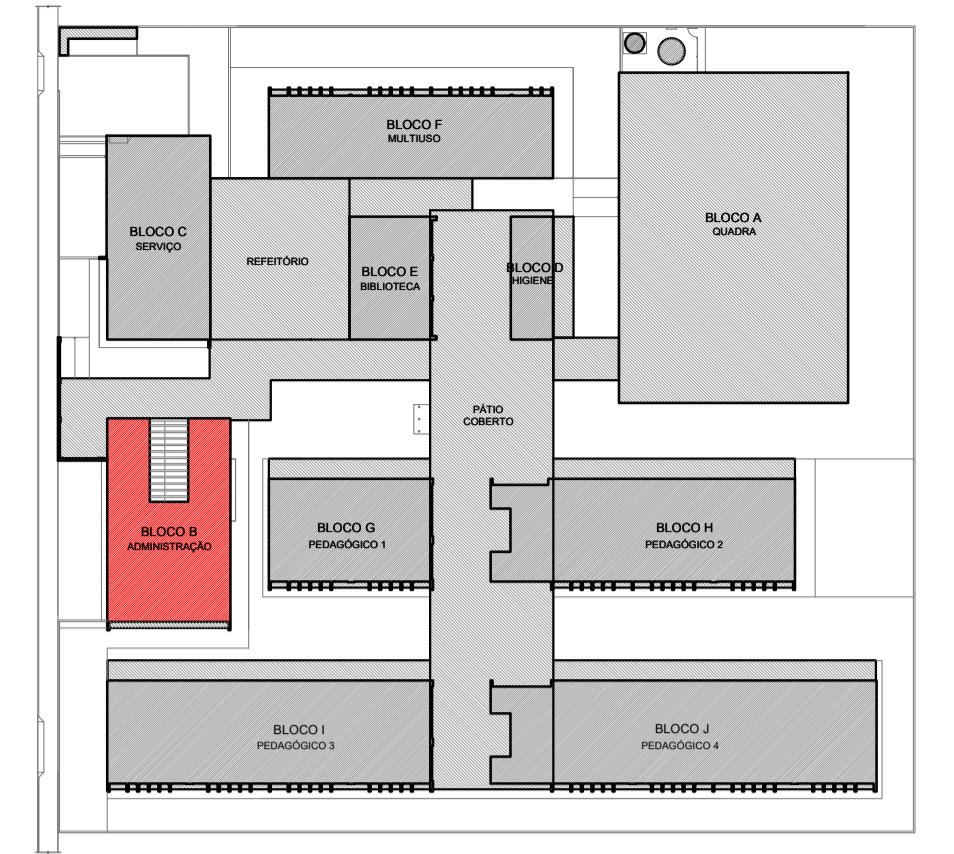 BLOCO F
MULTIUSO
BLOCO A
QUADRA
BLOCO C
SERVIÇO
REFEITÓRIO
BLOCO E
BIBLIOTECA
BLOCO D
HIGIENE
PÁTIO
COBERTO
BLOCO B
ADMINISTRAÇÃO
BLOCO G
PEDAGÓGICO 1
BLOCO H
PEDAGÓGICO 2
BLOCO I
PEDAGÓGICO 3
BLOCO J
PEDAGÓGICO 4